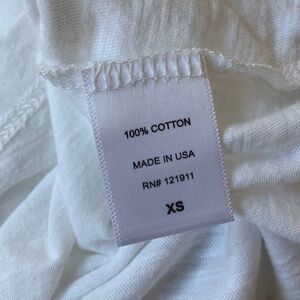 100% COTTON
MADE IN USA
RN# 121911
XS